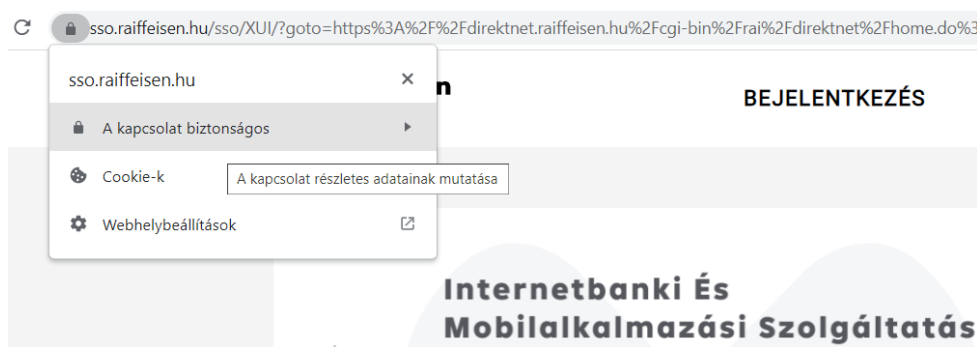 sso.raiffeisen.hu/sso/XUI/?goto=https%3A%2F%2Fdirektnet.raiffeisen.hu%2Fcgi-bin%2Frai%2Fdirektnet%2Fhome.do%3
sso.raiffeisen.hu
n
BEJELENTKEZÉS
A kapcsolat biztonságos
Cookie-k
A kapcsolat részletes adatainak mutatása
Webhelybeállítások
Internetbanki És
Mobilalkalmazási Szolgáltatás